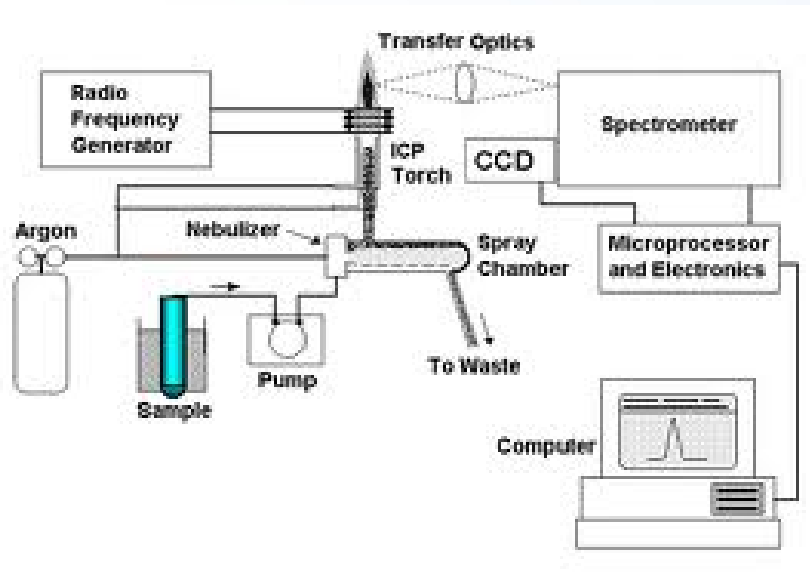 Transfer Optics
Radio
Frequency
Generator
Spectrometer
ICP
Torch
CCD
Argon
Nebulizer
Spray
Chamber
Microprocessor
and Electronics
To Waste
Pump
Sample
Computer